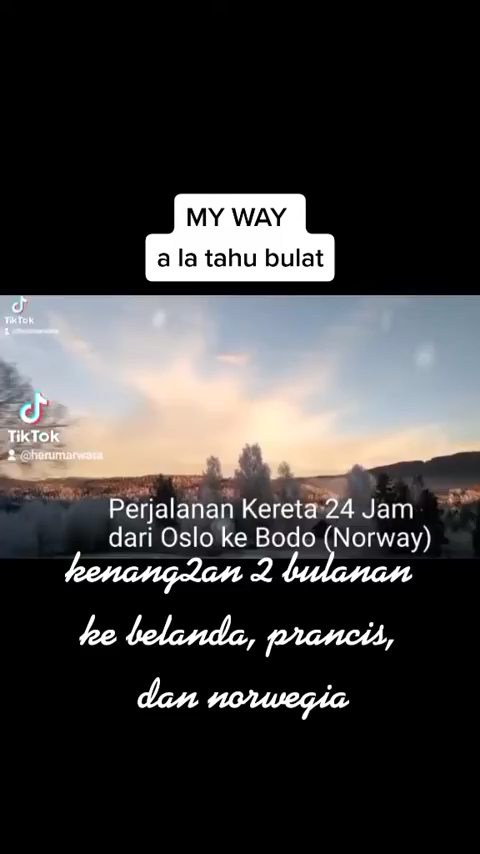 MY WAY
a la tahu bulat
TikTok
TikTok
@herumarwata
Perjalanan Kereta 24 Jam
dari Oslo ke Bodo (Norway)
kenang2an 2 bulanan
ke belanda, prancis,
dan norwegia